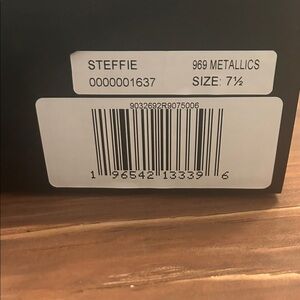 STEFFIE 969 METALLICS
0000001637 SIZE: 7½
9032692R9075006
1 96542 13339 6